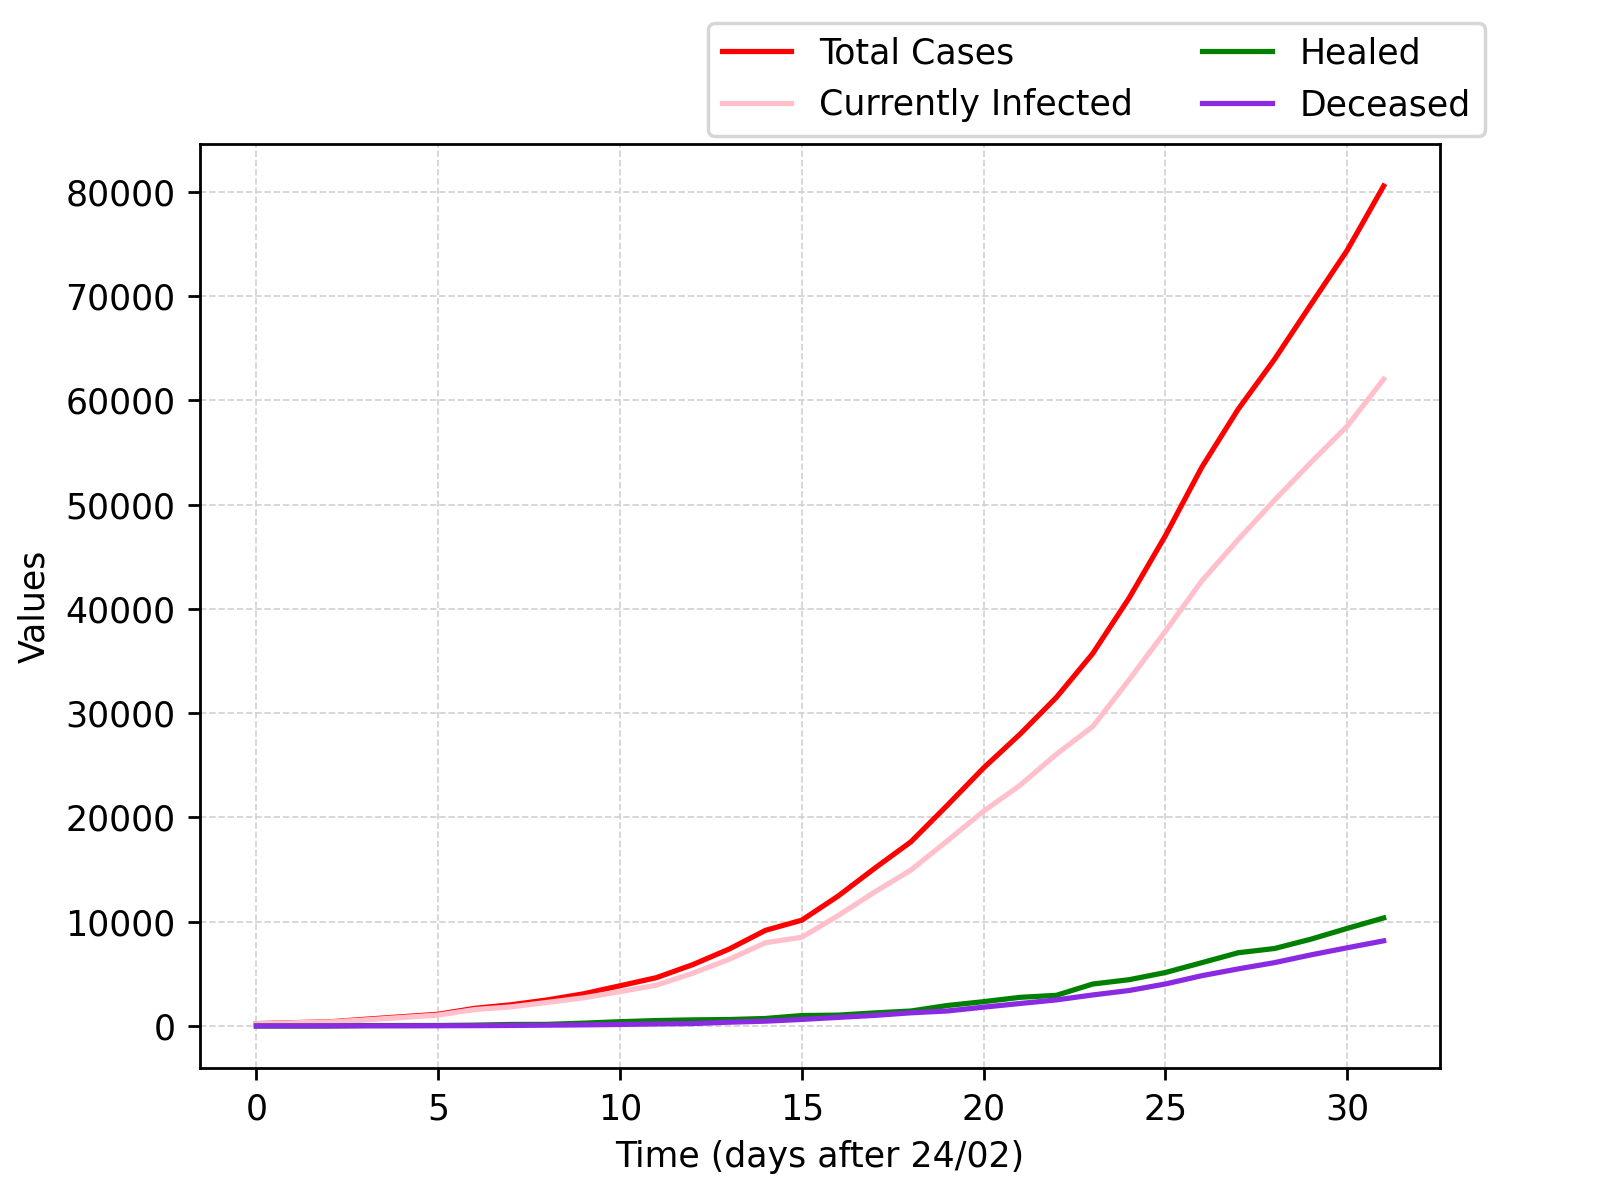 Total Cases
Currently Infected
Healed
Deceased
80000
70000
60000
50000
40000
30000
20000
10000
0
Values
0 5 10 15 20 25 30
Time (days after 24/02)